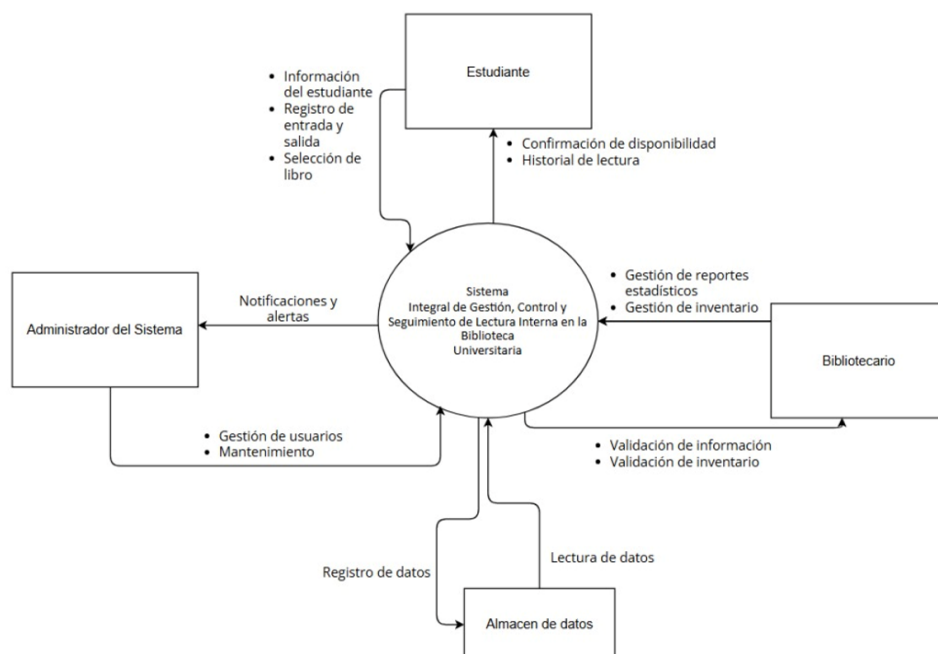 Estudiante
• Información
del estudiante
• Registro de
entrada y
salida
• Selección de
libro
• Confirmación de disponibilidad
• Historial de lectura
Sistema
Integral de Gestión, Control y
Seguimiento de Lectura Interna en la
Biblioteca
Universitaria
Notificaciones y
alertas
Administrador del Sistema
• Gestión de reportes
estadísticos
• Gestión de inventario
Bibliotecario
• Gestión de usuarios
• Mantenimiento
• Validación de información
• Validación de inventario
Registro de datos
Lectura de datos
Almacen de datos